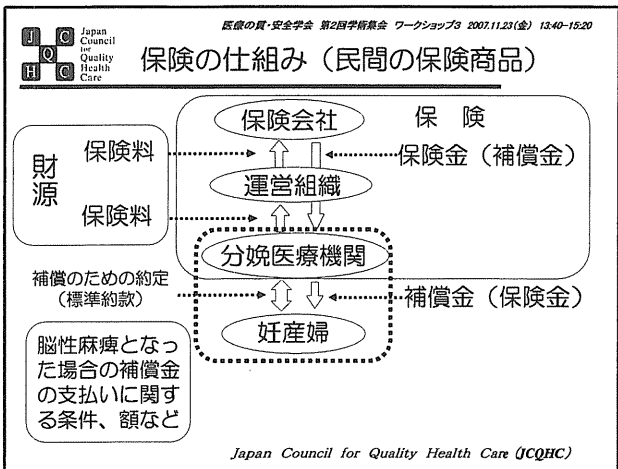 医療の質・安全学会 第2回学術集会 ワークショップ3 2007.11.23(金) 13:40-15:20
J Q H C
Japan
Council
for
Quality
Health
Care
保険の仕組み（民間の保険商品）
保険会社
保 険
財源
保険料
保険金（補償金）
運営組織
保険料
分娩医療機関
補償のための約定
（標準約款）
補償金（保険金）
妊産婦
脳性麻痺となっ
た場合の補償金
の支払いに関す
る条件、額など
Japan Council for Quality Health Care (JCQHC)